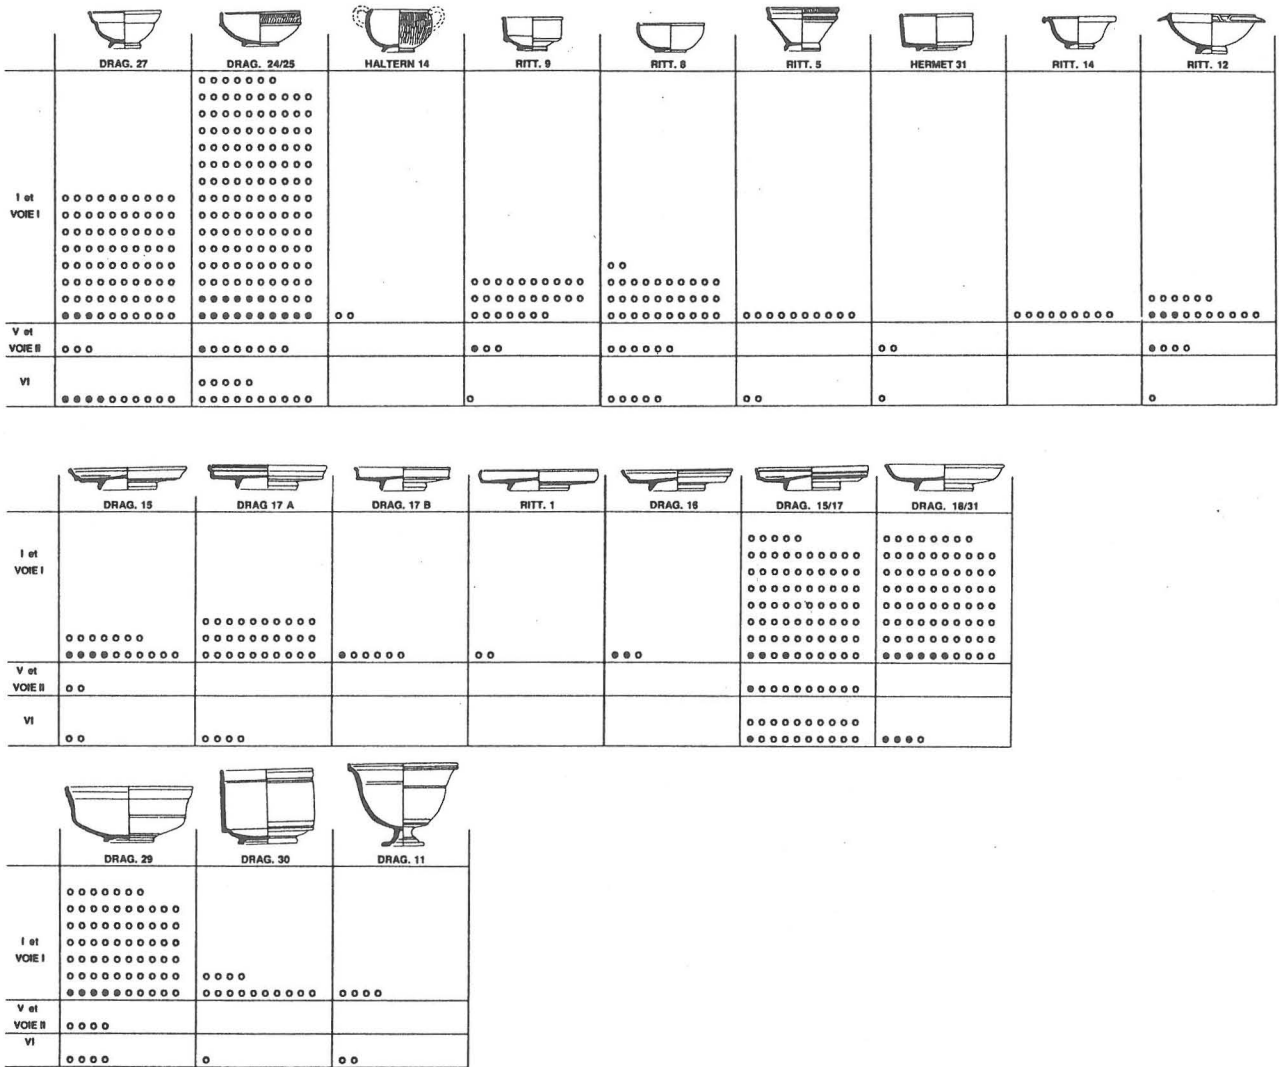 DRAG. 27 DRAG. 24/25 HALTERN 14 RITT. 9 RITT. 8 RITT. 5 HERMET 31 RITT. 14 RITT. 12
I et
VOIE I
V et
VOIE II
VI
DRAG. 15 DRAG 17 A DRAG. 17 B RITT. 1 DRAG. 16 DRAG. 15/17 DRAG. 18/31
I et
VOIE I
V et
VOIE II
VI
DRAG. 29 DRAG. 30 DRAG. 11
I et
VOIE I
V et
VOIE II
VI